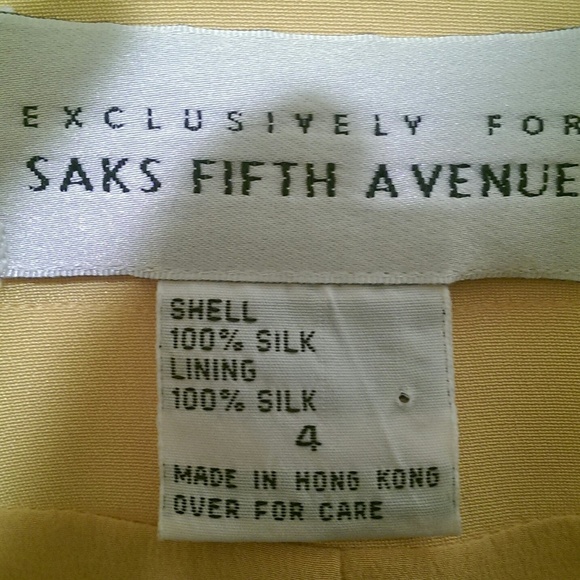 EXCLUSIVELY FOR
SAKS FIFTH AVENUE
SHELL
100% SILK
LINING
100% SILK
4
MADE IN HONG KONG
OVER FOR CARE